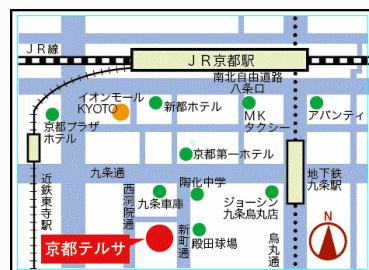 JR線
JR京都駅
南北自由道路
八条口
イオンモール
KYOTO
新都ホテル
MK
タクシー
アバンティ
京都プラザ
ホテル
京都第一ホテル
九条通
近鉄東寺駅
西洞院通
九条車庫
陶化中学
ジョーシン
九条烏丸店
地下鉄
九条駅
京都テルサ
新町通
殿田球場
烏丸通
N